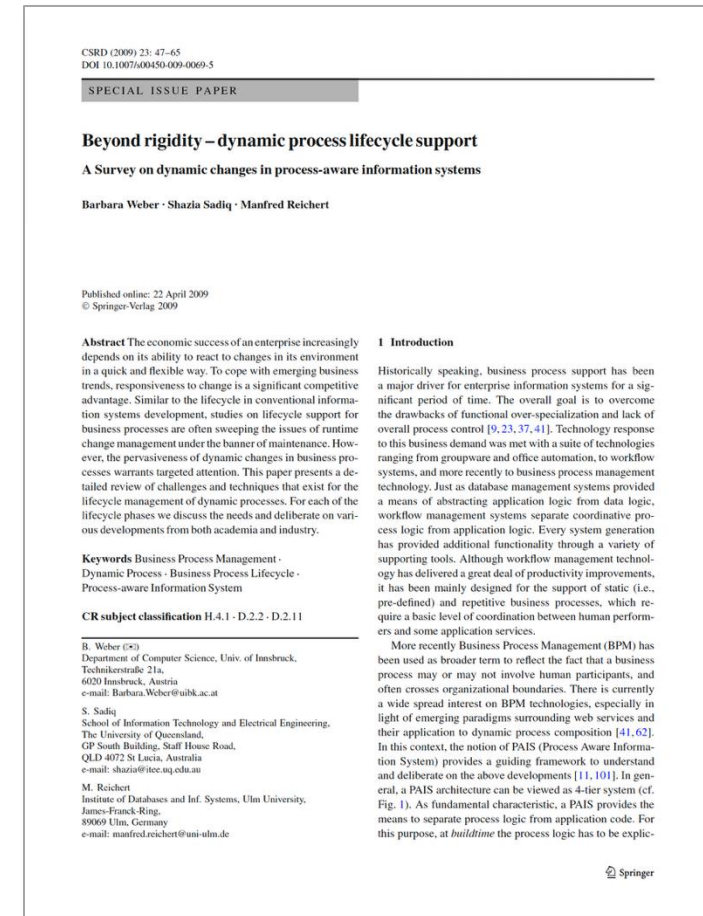 CSRD (2009) 23: 47–65
DOI 10.1007/s00450-009-0069-5
SPECIAL ISSUE PAPER
Beyond rigidity – dynamic process lifecycle support
A Survey on dynamic changes in process-aware information systems
Barbara Weber · Shazia Sadiq · Manfred Reichert
Published online: 22 April 2009
© Springer-Verlag 2009
Abstract The economic success of an enterprise increasingly
depends on its ability to react to changes in its environment
in a quick and flexible way. To cope with emerging business
trends, responsiveness to change is a significant competitive
advantage. Similar to the lifecycle in conventional informa-
tion systems development, studies on lifecycle support for
business processes are often sweeping the issues of runtime
change management under the banner of maintenance. How-
ever, the pervasiveness of dynamic changes in business pro-
cesses warrants targeted attention. This paper presents a de-
tailed review of challenges and techniques that exist for the
lifecycle management of dynamic processes. For each of the
lifecycle phases we discuss the needs and deliberate on vari-
ous developments from both academia and industry.
Keywords Business Process Management ·
Dynamic Process · Business Process Lifecycle ·
Process-aware Information System
CR subject classification H.4.1 · D.2.2 · D.2.11
B. Weber (✉)
Department of Computer Science, Univ. of Innsbruck,
Technikerstraße 21a,
6020 Innsbruck, Austria
e-mail: Barbara.Weber@uibk.ac.at
S. Sadiq
School of Information Technology and Electrical Engineering,
The University of Queensland,
GP South Building, Staff House Road,
QLD 4072 St Lucia, Australia
e-mail: shazia@itee.uq.edu.au
M. Reichert
Institute of Databases and Inf. Systems, Ulm University,
James-Franck-Ring,
89069 Ulm, Germany
e-mail: manfred.reichert@uni-ulm.de
1 Introduction
Historically speaking, business process support has been
a major driver for enterprise information systems for a sig-
nificant period of time. The overall goal is to overcome
the drawbacks of functional over-specialization and lack of
overall process control [9, 23, 37, 41]. Technology response
to this business demand was met with a suite of technologies
ranging from groupware and office automation, to workflow
systems, and more recently to business process management
technology. Just as database management systems provided
a means of abstracting application logic from data logic,
workflow management systems separate coordinative pro-
cess logic from application logic. Every system generation
has provided additional functionality through a variety of
supporting tools. Although workflow management technol-
ogy has delivered a great deal of productivity improvements,
it has been mainly designed for the support of static (i.e.,
pre-defined) and repetitive business processes, which re-
quire a basic level of coordination between human perform-
ers and some application services.
More recently Business Process Management (BPM) has
been used as broader term to reflect the fact that a business
process may or may not involve human participants, and
often crosses organizational boundaries. There is currently
a wide spread interest on BPM technologies, especially in
light of emerging paradigms surrounding web services and
their application to dynamic process composition [41, 62].
In this context, the notion of PAIS (Process Aware Informa-
tion System) provides a guiding framework to understand
and deliberate on the above developments [11, 101]. In gen-
eral, a PAIS architecture can be viewed as 4-tier system (cf.
Fig. 1). As fundamental characteristic, a PAIS provides the
means to separate process logic from application code. For
this purpose, at buildtime the process logic has to be explic-
Springer